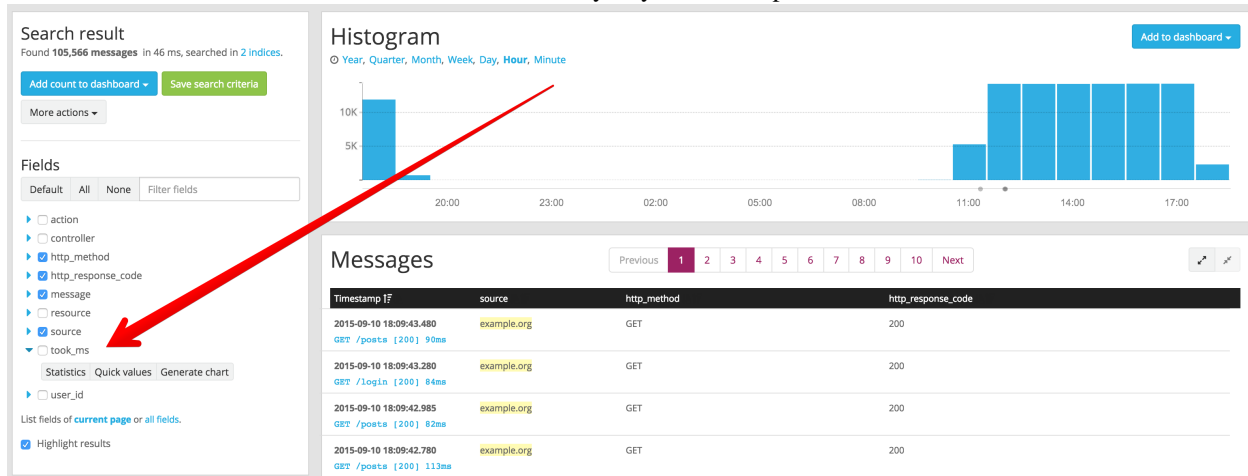 Search result
Found 105,566 messages in 46 ms, searched in 2 indices.
Add count to dashboard
Save search criteria
More actions
Fields
Default All None Filter fields
action
controller
http_method
http_response_code
message
resource
source
took_ms
Statistics Quick values Generate chart
user_id
List fields of current page or all fields.
Highlight results
Histogram
Add to dashboard
Year, Quarter, Month, Week, Day, Hour, Minute
10K
5K
20:00 23:00 02:00 05:00 08:00 11:00 14:00 17:00
Messages
Previous 1 2 3 4 5 6 7 8 9 10 Next
Timestamp source http_method http_response_code
2015-09-10 18:09:43.480 example.org GET 200
GET /posts [200] 90ms
2015-09-10 18:09:43.280 example.org GET 200
GET /login [200] 84ms
2015-09-10 18:09:42.985 example.org GET 200
GET /posts [200] 82ms
2015-09-10 18:09:42.780 example.org GET 200
GET /posts [200] 113ms